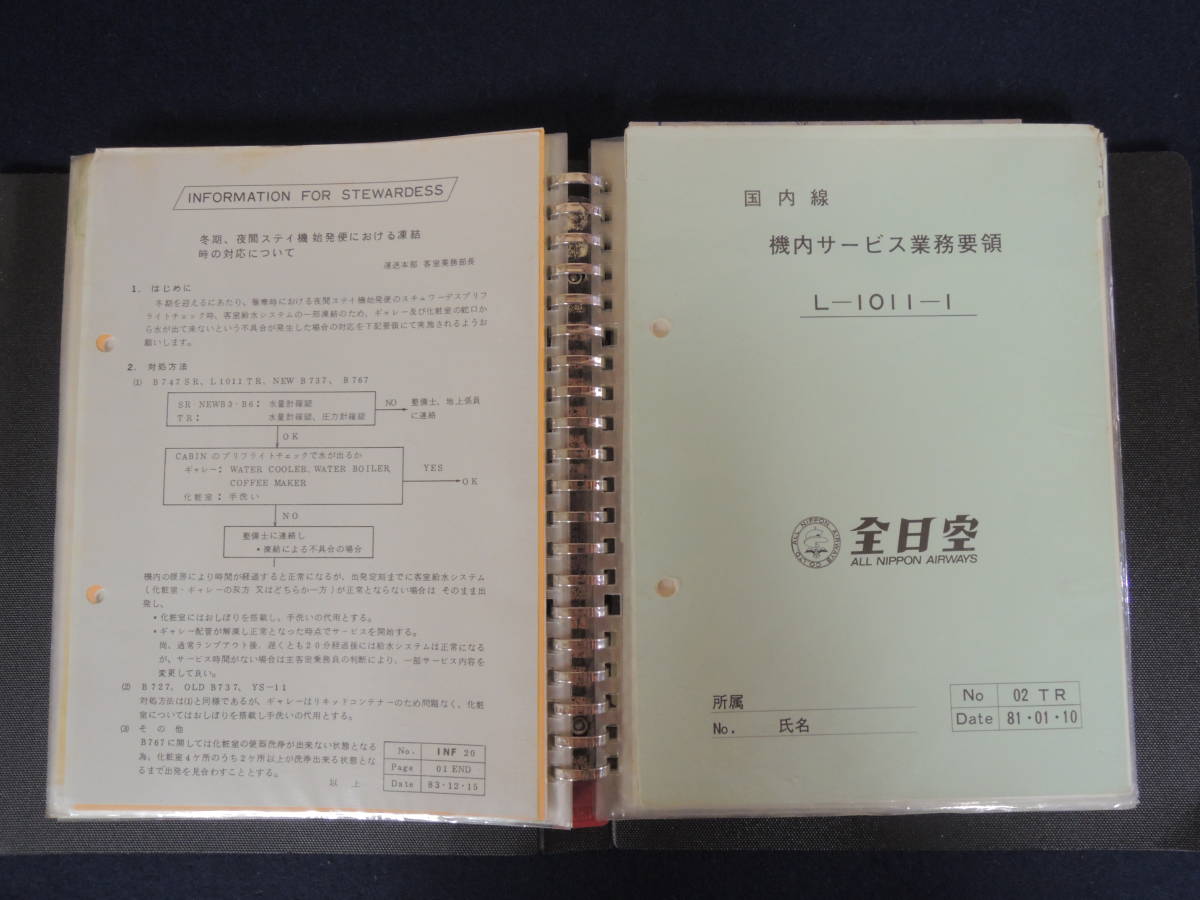 INFORMATION FOR STEWARDESS
冬期、夜間ステイ機始発便における凍結
時の対応について
運送本部 客室乗務部長
1. はじめに
冬期を迎えるにあたり、厳寒時における夜間ステイ機始発便のスチュワーデスプリフ
ライトチェック時、客室給水システムの一部凍結のため、ギャレー及び化粧室の蛇口か
ら水が出て来ないという不具合が発生した場合の対応を下記要領にて実施されるようお
願いします。
2. 対処方法
(1) B747SR、L1011TR、NEW B737、B767
SR・NEWB3・B6: 水量計確認
TR: 水量計確認、圧力計確認
NO
整備士、地上係員
に連絡
OK
CABINのプリフライトチェックで水が出るか
ギャレー: WATER COOLER、WATER BOILER
COFFEE MAKER
化粧室: 手洗い
YES
OK
NO
整備士に連絡し
・凍結による不具合の場合
機内の暖房により時間が経過すると正常になるが、出発定刻までに客室給水システム
(化粧室・ギャレーの双方 又はどちらか一方)が正常とならない場合は そのまま出
発し、
・化粧室にはおしぼりを搭載し、手洗いの代用とする。
・ギャレー配管が解凍し正常となった時点でサービスを開始する。
尚、通常ランプアウト後、遅くとも20分経過後には給水システムは正常になる
が、サービス時間がない場合は主客室乗務員の判断により、一部サービス内容を
変更して良い。
(2) B727、OLD B737、YS-11
対処方法は(1)と同様であるが、ギャレーはリキッドコンテナーのため問題なく、化粧
室についてはおしぼりを搭載し手洗いの代用とする。
(3) その他
B767に関しては化粧室の便器洗浄が出来ない状態となる
為、化粧室4ケ所のうち2ケ所以上が洗浄出来る状態とな
るまで出発を見合わすこととする。
以上
No. INF 20
Page 01 END
Date 83・12・15
国内線
機内サービス業務要領
L-1011-1
ALL NIPPON AIRWAYS CO. LTD.
全日空
ALL NIPPON AIRWAYS
所属
No. 氏名
No 02 TR
Date 81・01・10